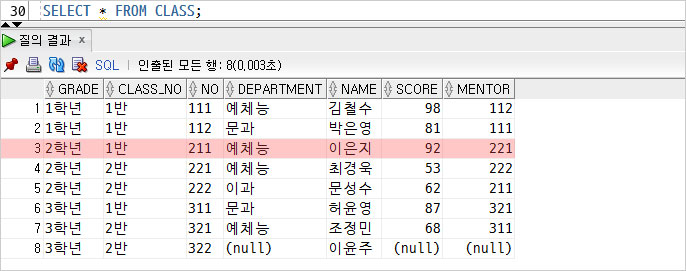 30 SELECT * FROM CLASS;
질의 결과 ×
SQL | 인출된 모든 행: 8(0,003초)
GRADE CLASS_NO NO DEPARTMENT NAME SCORE MENTOR
1 1학년 1반 111 예체능 김철수 98 112
2 1학년 1반 112 문과 박은영 81 111
3 2학년 1반 211 예체능 이은지 92 221
4 2학년 2반 221 예체능 최경욱 53 222
5 2학년 2반 222 이과 문성수 62 211
6 3학년 1반 311 문과 허윤영 87 321
7 3학년 2반 321 예체능 조정민 68 311
8 3학년 2반 322 (null) 이윤주 (null) (null)